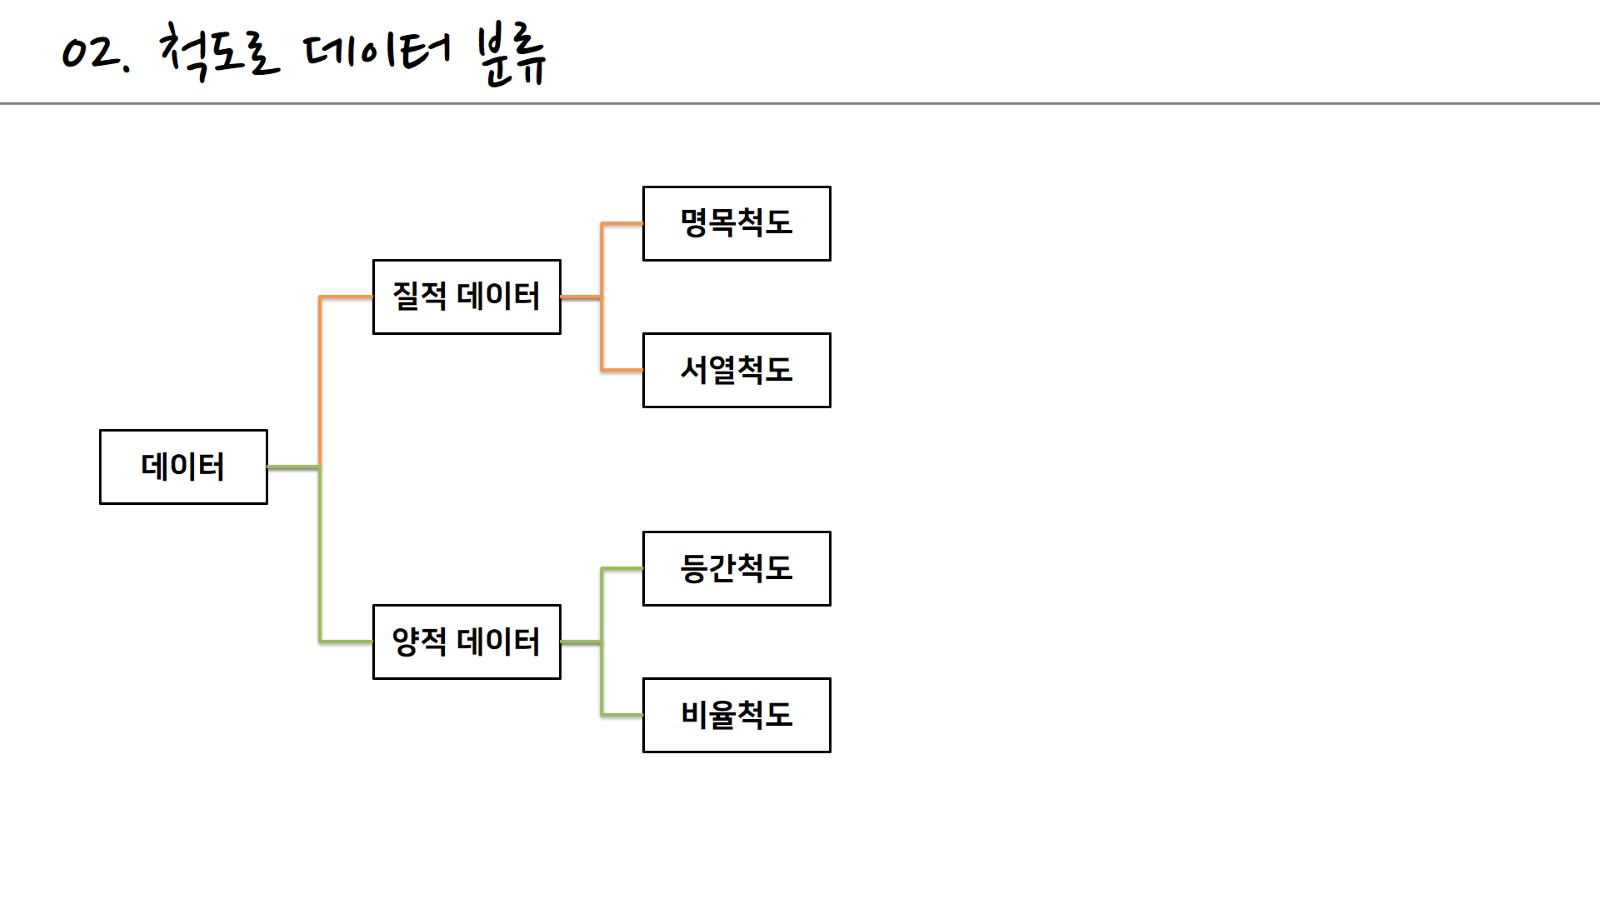 02. 척도로 데이터 분류
명목척도
질적 데이터
서열척도
데이터
등간척도
양적 데이터
비율척도